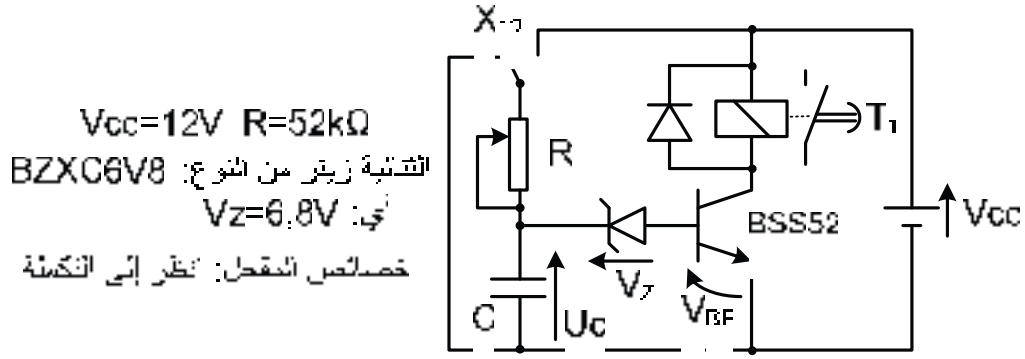 X
Vcc=12V R=52kΩ
الثنائية زينر من النوع: BZXC6V8
أي: Vz=6.8V
خصائص المقحل: انظر إلى التكملة
R
T1
BSS52
Vcc
VZ
VBE
C
Uc